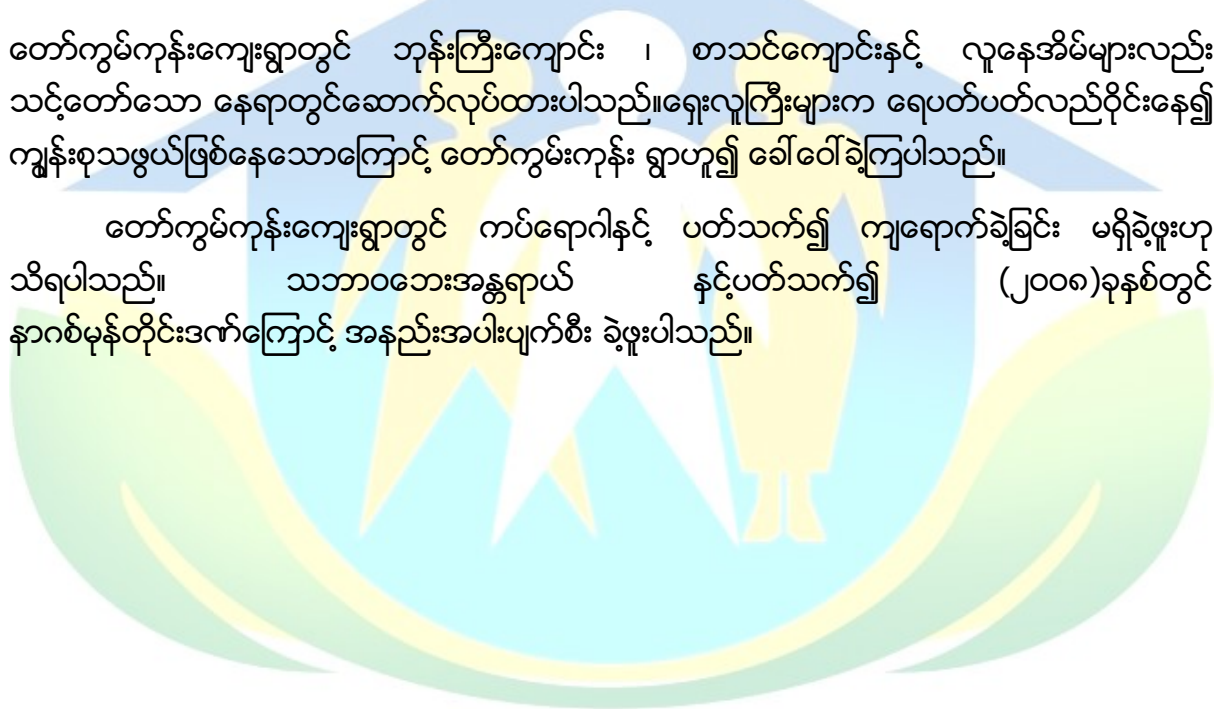 တော်ကွမ်ကုန်းကျေးရွာတွင် ဘုန်းကြီးကျောင်း ၊ စာသင်ကျောင်းနှင့် လူနေအိမ်များလည်း
သင့်တော်သော နေရာတွင်ဆောက်လုပ်ထားပါသည်။ရှေးလူကြီးများက ရေပတ်ပတ်လည်ဝိုင်းနေ၍
ကျွန်းစုသဖွယ်ဖြစ်နေသောကြောင့် တော်ကွမ်းကုန်း ရွာဟူ၍ ခေါ်ဝေါ်ခဲ့ကြပါသည်။
တော်ကွမ်ကုန်းကျေးရွာတွင် ကပ်ရောဂါနှင့် ပတ်သက်၍ ကျရောက်ခဲ့ခြင်း မရှိခဲ့ဖူးဟု
သိရပါသည်။ သဘာဝဘေးအန္တရာယ် နှင့်ပတ်သက်၍ (၂၀၀၈)ခုနှစ်တွင်
နာဂစ်မုန်တိုင်းဒဏ်ကြောင့် အနည်းအပါးပျက်စီး ခဲ့ဖူးပါသည်။